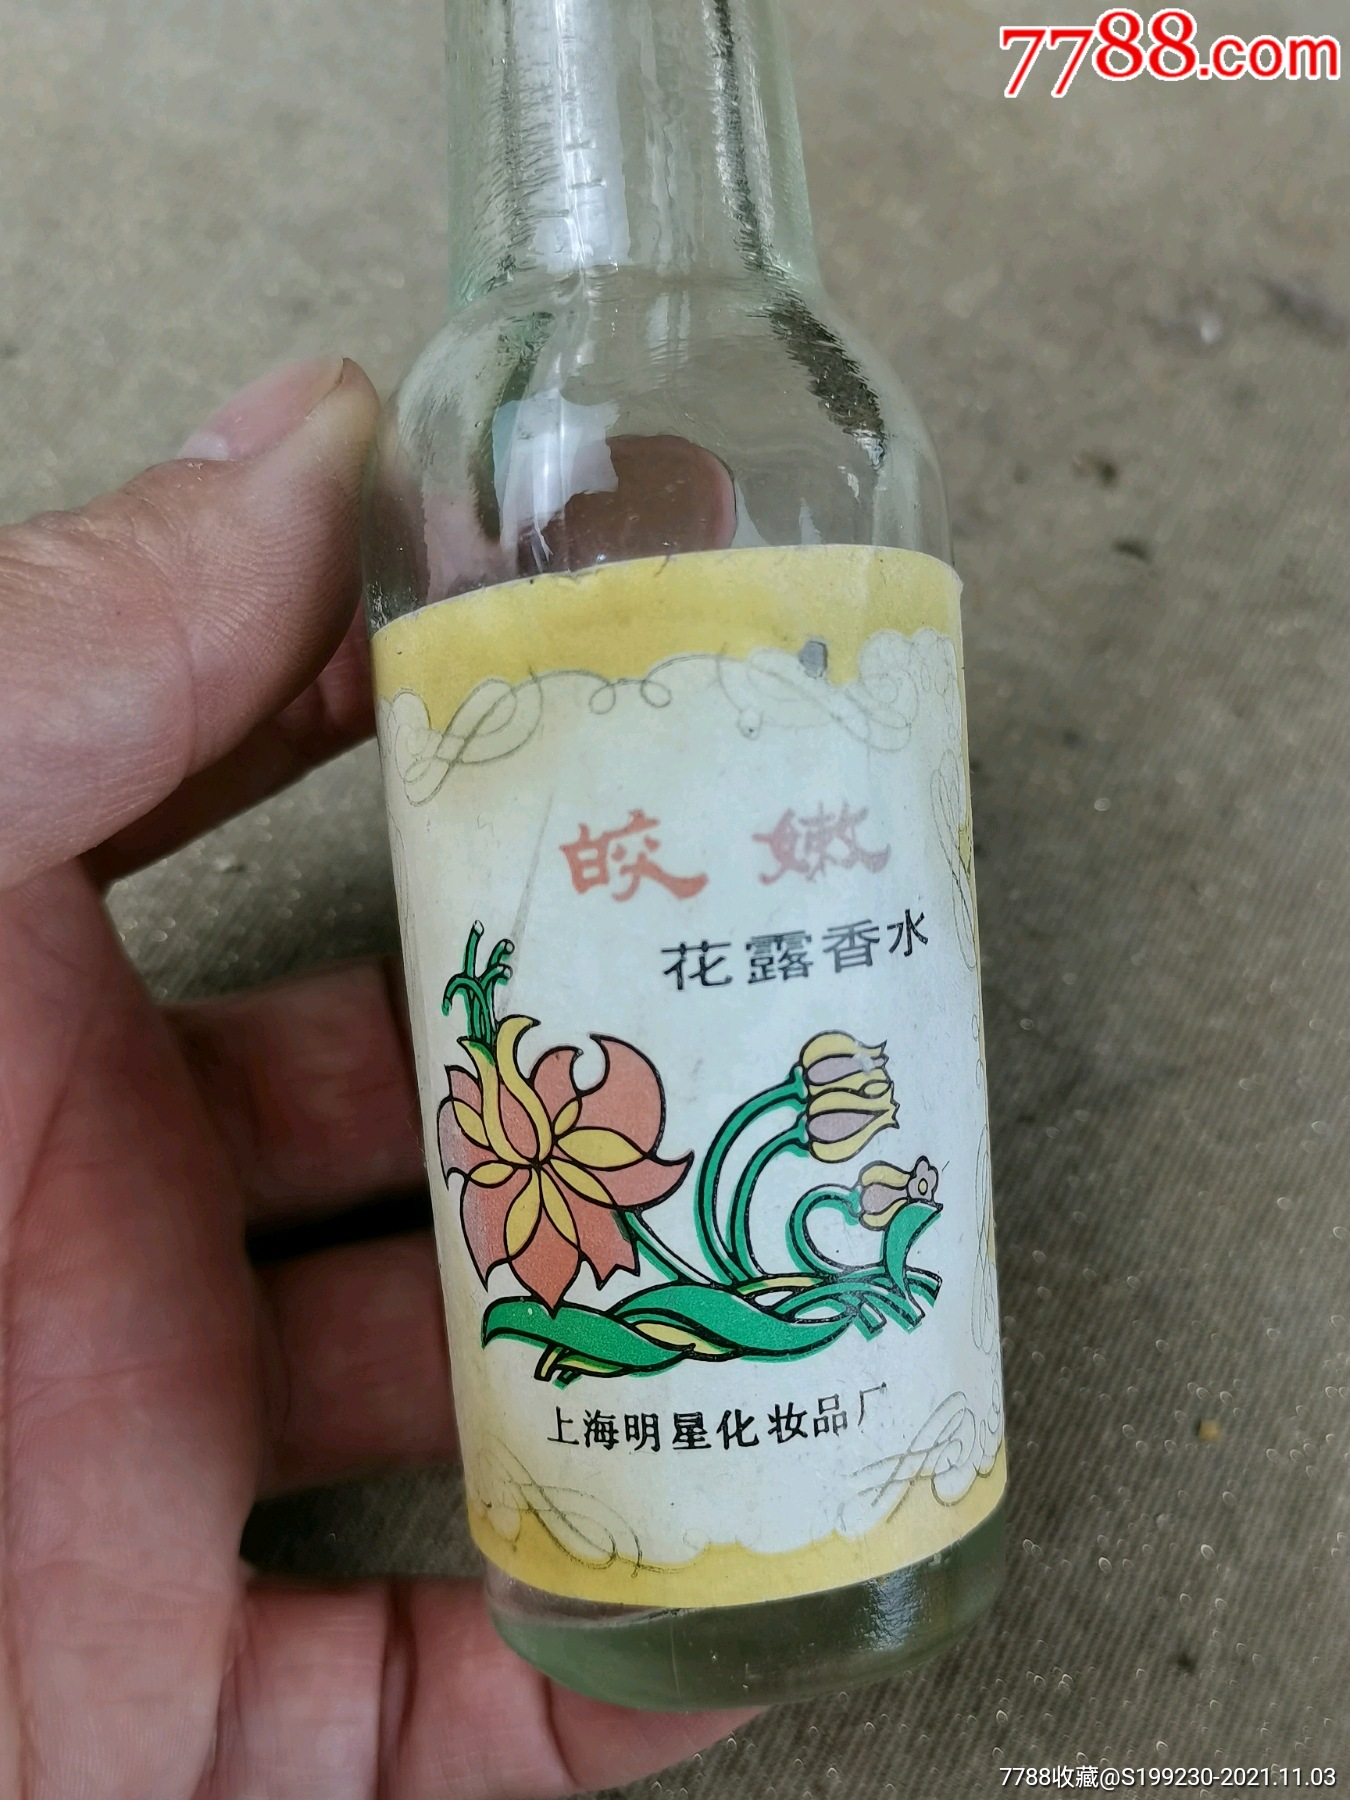 7788.com
皎 嫩
花露香水
上海明星化妆品厂
7788收藏@S199230-2021.11.03